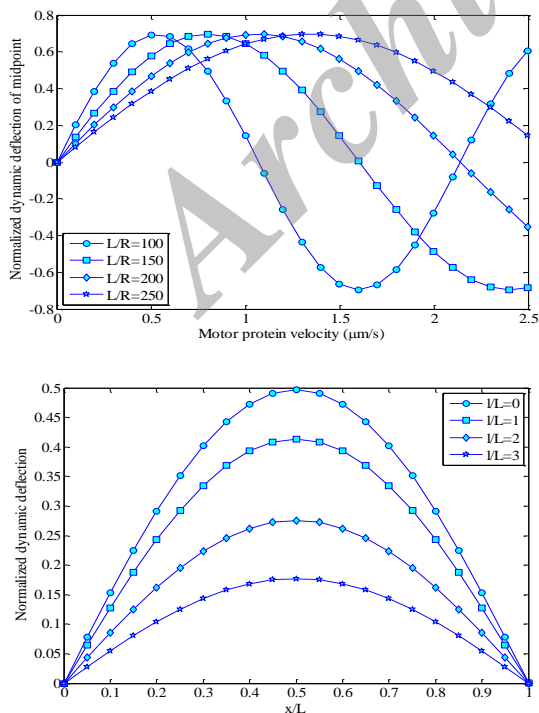 Archi
0.8
0.6
0.4
0.2
0
-0.2
-0.4
-0.6
-0.8
Normalized dynamic deflection of midpoint
L/R=100
L/R=150
L/R=200
L/R=250
0 0.5 1 1.5 2 2.5
Motor protein velocity (μm/s)
0.5
0.45
0.4
0.35
0.3
0.25
0.2
0.15
0.1
0.05
0
Normalized dynamic deflection
l/L=0
l/L=1
l/L=2
l/L=3
0 0.1 0.2 0.3 0.4 0.5 0.6 0.7 0.8 0.9 1
x/L